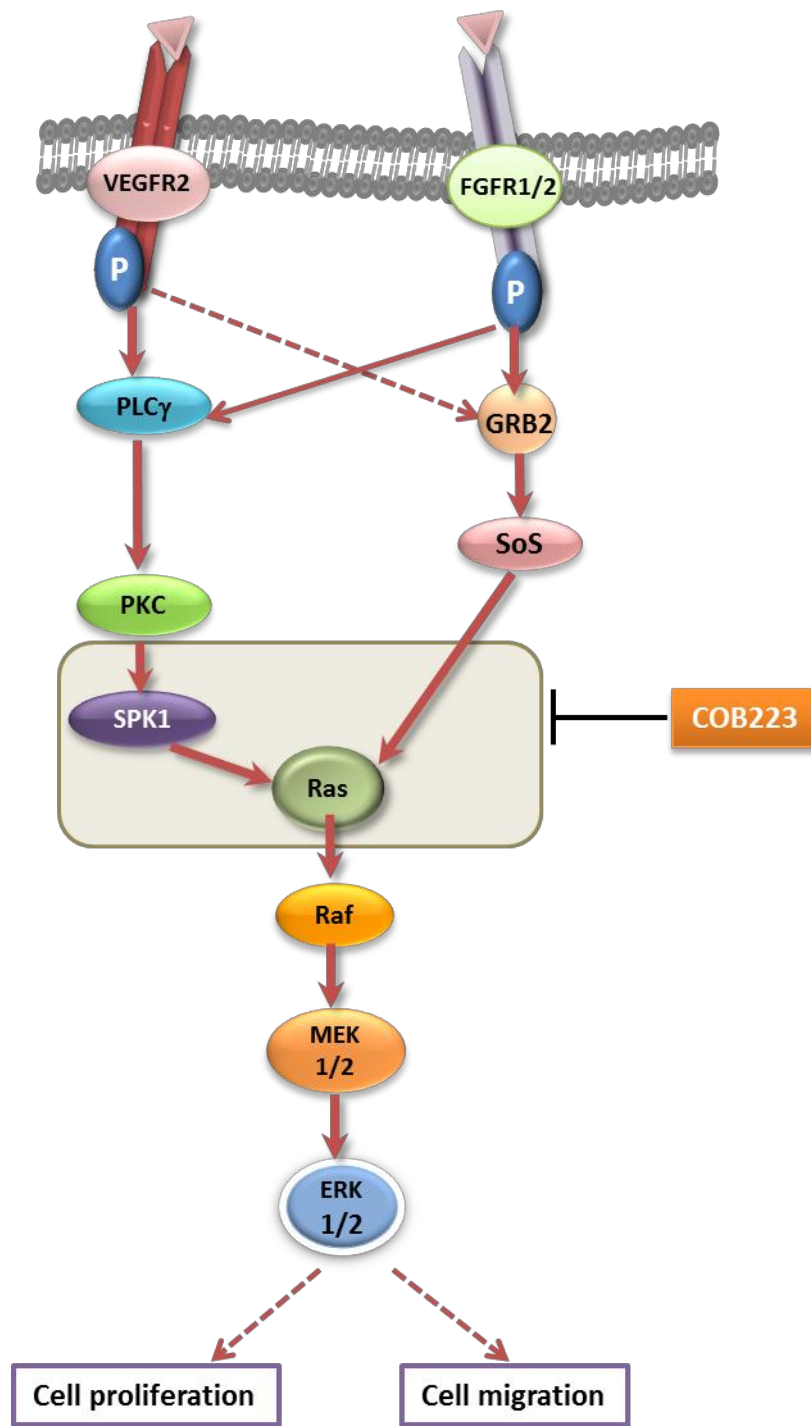 VEGFR2
FGFR1/2
P
P
PLCγ
GRB2
SoS
PKC
SPK1
COB223
Ras
Raf
MEK
1/2
ERK
1/2
Cell proliferation
Cell migration